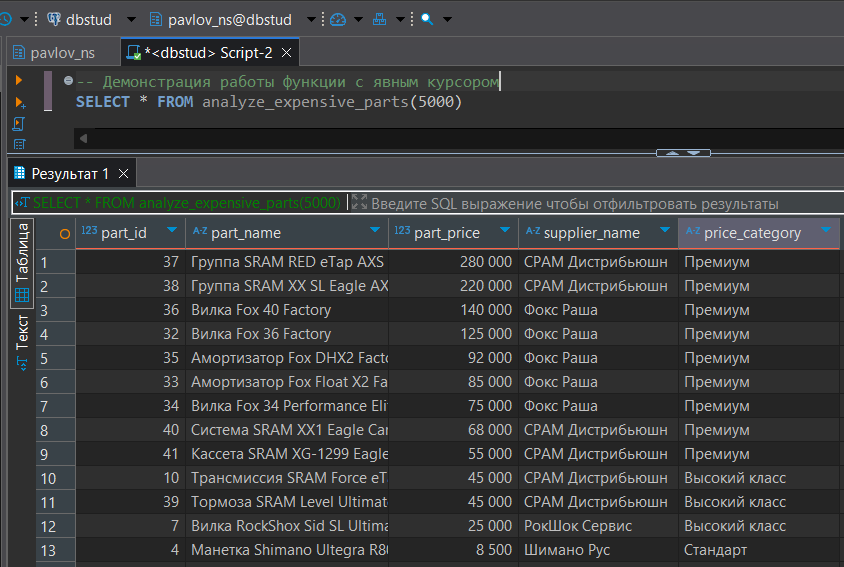 dbstud pavlov_ns@dbstud
pavlov_ns *<dbstud> Script-2
-- Демонстрация работы функции с явным курсором
SELECT * FROM analyze_expensive_parts(5000)
Результат 1
SELECT * FROM analyze_expensive_parts(5000) Введите SQL выражение чтобы отфильтровать результаты
Таблица
Текст
123 part_id A-Z part_name 123 part_price A-Z supplier_name A-Z price_category
1 37 Группа SRAM RED eTap AXS 280 000 СРАМ Дистрибьюшн Премиум
2 38 Группа SRAM XX SL Eagle AX 220 000 СРАМ Дистрибьюшн Премиум
3 36 Вилка Fox 40 Factory 140 000 Фокс Раша Премиум
4 32 Вилка Fox 36 Factory 125 000 Фокс Раша Премиум
5 35 Амортизатор Fox DHX2 Facto 92 000 Фокс Раша Премиум
6 33 Амортизатор Fox Float X2 Fa 85 000 Фокс Раша Премиум
7 34 Вилка Fox 34 Performance Eli 75 000 Фокс Раша Премиум
8 40 Система SRAM XX1 Eagle Car 68 000 СРАМ Дистрибьюшн Премиум
9 41 Кассета SRAM XG-1299 Eagle 55 000 СРАМ Дистрибьюшн Премиум
10 10 Трансмиссия SRAM Force eT 45 000 СРАМ Дистрибьюшн Высокий класс
11 39 Тормоза SRAM Level Ultimat 45 000 СРАМ Дистрибьюшн Высокий класс
12 7 Вилка RockShox Sid SL Ultima 25 000 РокШок Сервис Высокий класс
13 4 Манетка Shimano Ultegra R80 8 500 Шимано Рус Стандарт